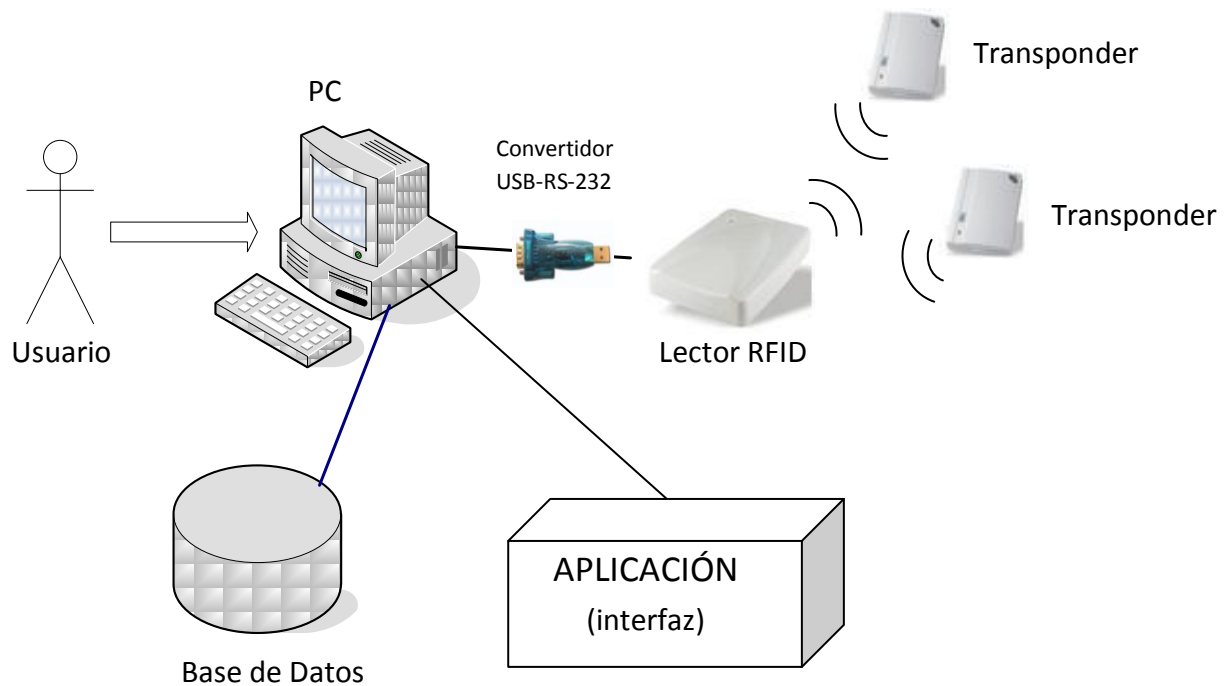 Transponder
PC
Convertidor
USB-RS-232
Transponder
Usuario
Lector RFID
APLICACIÓN
(interfaz)
Base de Datos